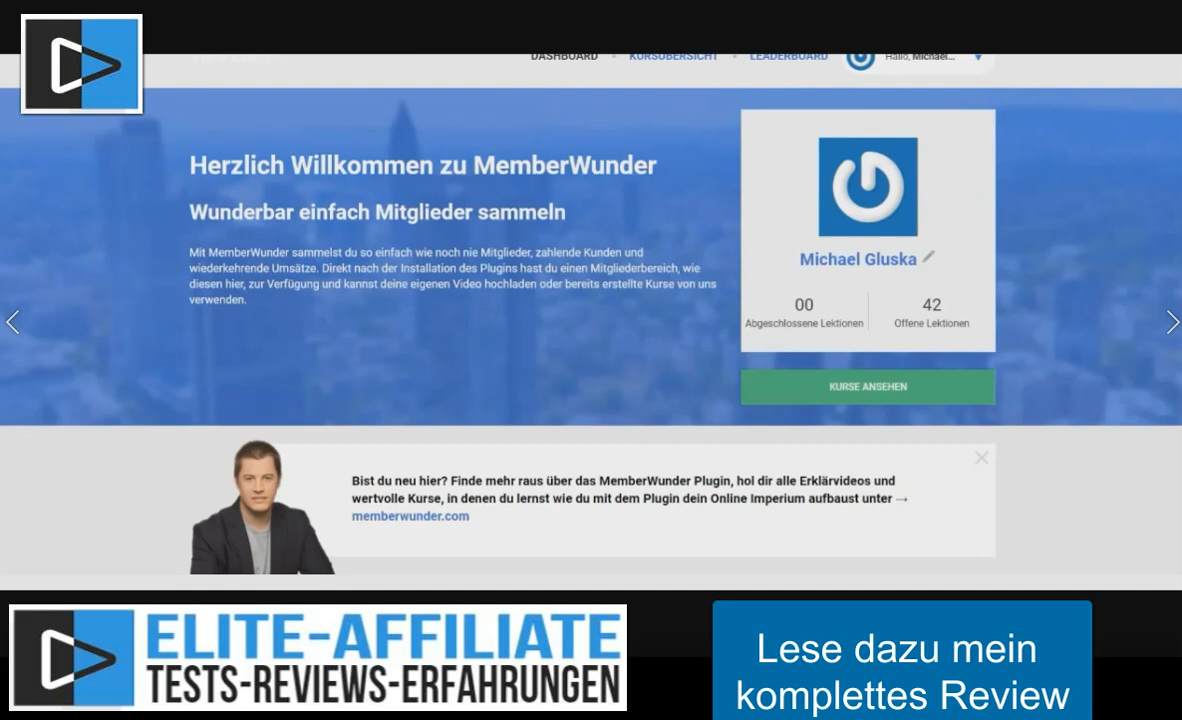 DASHBOARD KURSÜBERSICHT LEADERBOARD Hallo, Michael...
Herzlich Willkommen zu MemberWunder
Wunderbar einfach Mitglieder sammeln
Mit MemberWunder sammelst du so einfach wie noch nie Mitglieder, zahlende Kunden und
wiederkehrende Umsätze. Direkt nach der Installation des Plugins hast du einen Mitgliederbereich, wie
diesen hier, zur Verfügung und kannst deine eigenen Video hochladen oder bereits erstellte Kurse von uns
verwenden.
Michael Gluska
00 42
Abgeschlossene Lektionen Offene Lektionen
KURSE ANSEHEN
Bist du neu hier? Finde mehr raus über das MemberWunder Plugin, hol dir alle Erklärvideos und
wertvolle Kurse, in denen du lernst wie du mit dem Plugin dein Online Imperium aufbaust unter →
memberwunder.com
ELITE-AFFILIATE
TESTS-REVIEWS-ERFAHRUNGEN
Lese dazu mein
komplettes Review